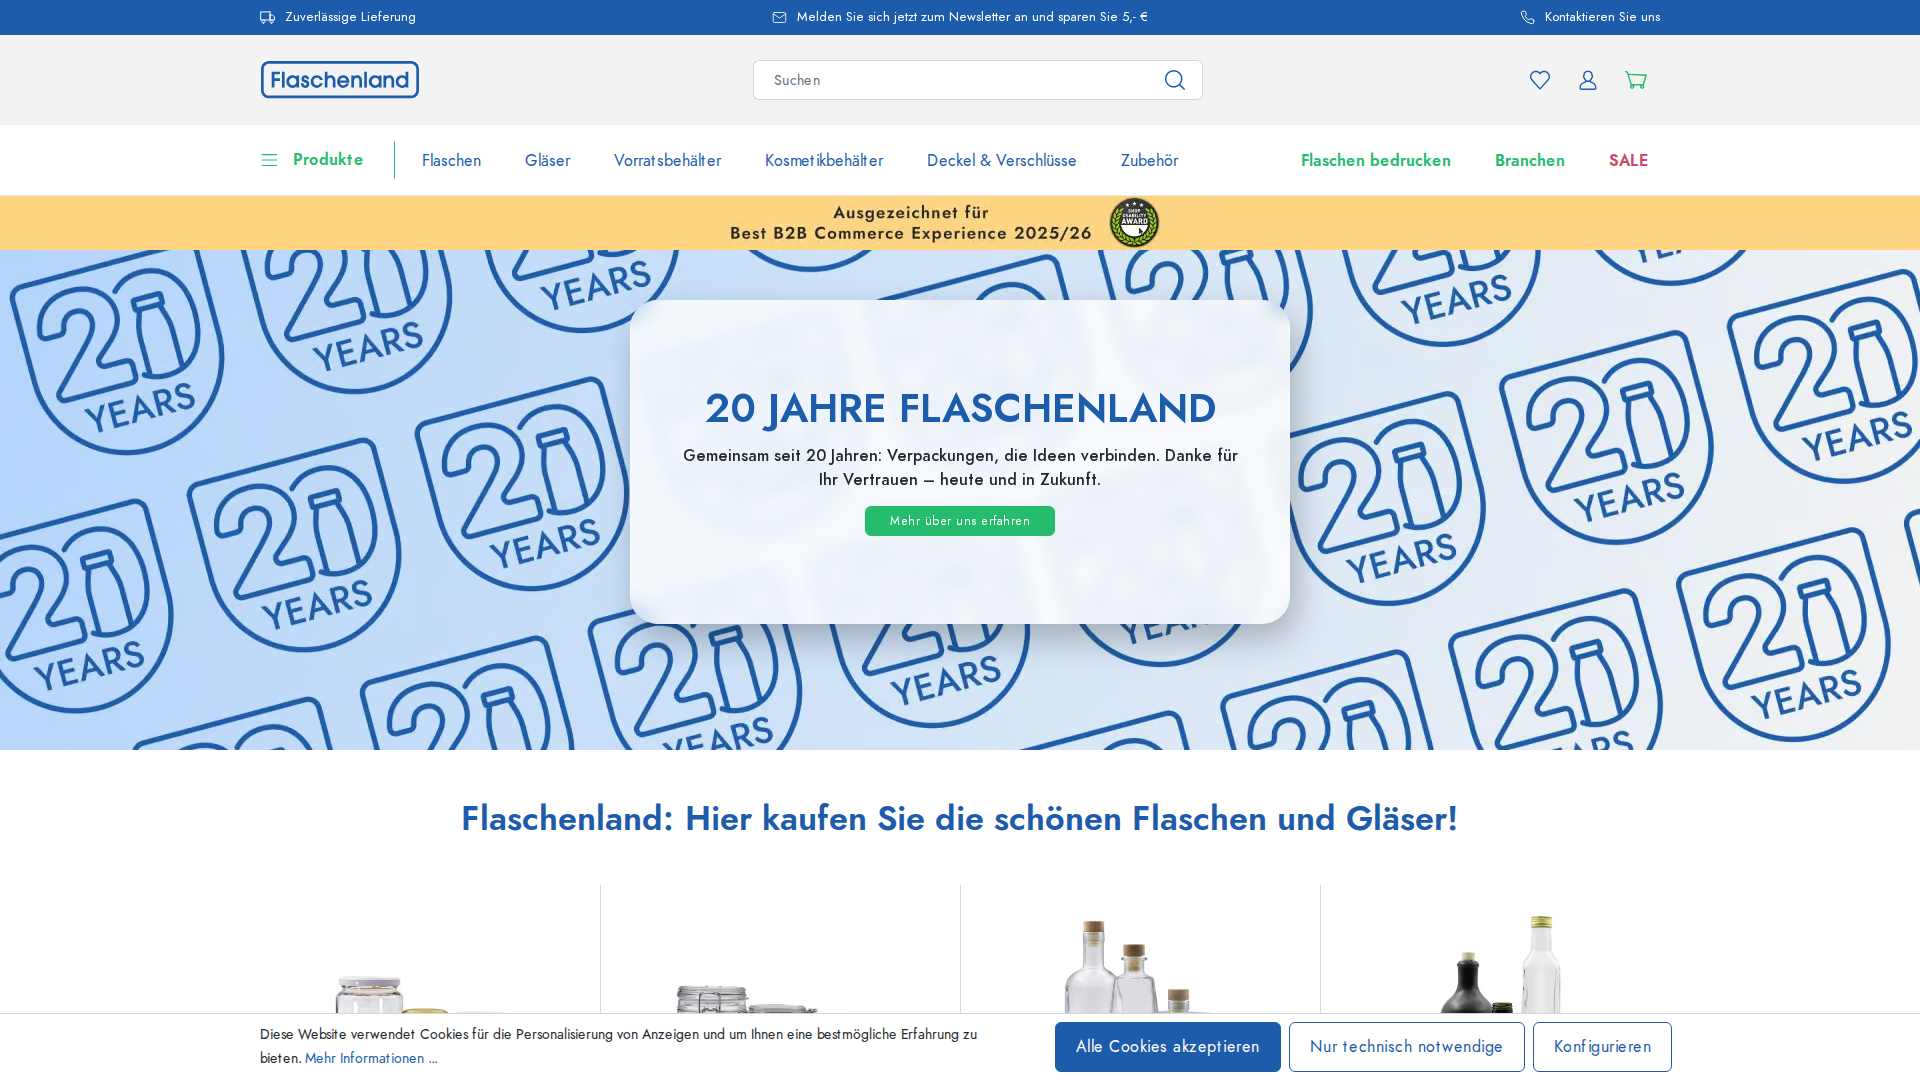 Zuverlässige Lieferung
Melden Sie sich jetzt zum Newsletter an und sparen Sie 5,- €
Kontaktieren Sie uns
Flaschenland
Suchen
Produkte
Flaschen
Gläser
Vorratsbehälter
Kosmetikbehälter
Deckel & Verschlüsse
Zubehör
Flaschen bedrucken
Branchen
SALE
Ausgezeichnet für
Best B2B Commerce Experience 2025/26
SHOP
USABILITY
AWARD
20 YEARS
20 JAHRE FLASCHENLAND
Gemeinsam seit 20 Jahren: Verpackungen, die Ideen verbinden. Danke für
Ihr Vertrauen – heute und in Zukunft.
Mehr über uns erfahren
Flaschenland: Hier kaufen Sie die schönen Flaschen und Gläser!
Diese Website verwendet Cookies für die Personalisierung von Anzeigen und um Ihnen eine bestmögliche Erfahrung zu
bieten. Mehr Informationen ...
Alle Cookies akzeptieren
Nur technisch notwendige
Konfigurieren